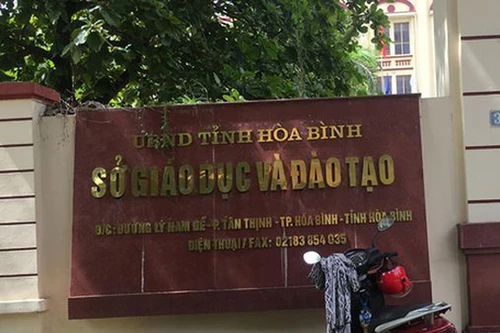 UBND TỈNH HÒA BÌNH
SỞ GIÁO DỤC VÀ ĐÀO TẠO
Đ/C: ĐƯỜNG LÝ NAM ĐẾ - P. TÂN THỊNH - TP. HÒA BÌNH - TỈNH HÒA BÌNH
ĐIỆN THOẠI / FAX: 02183 854 035